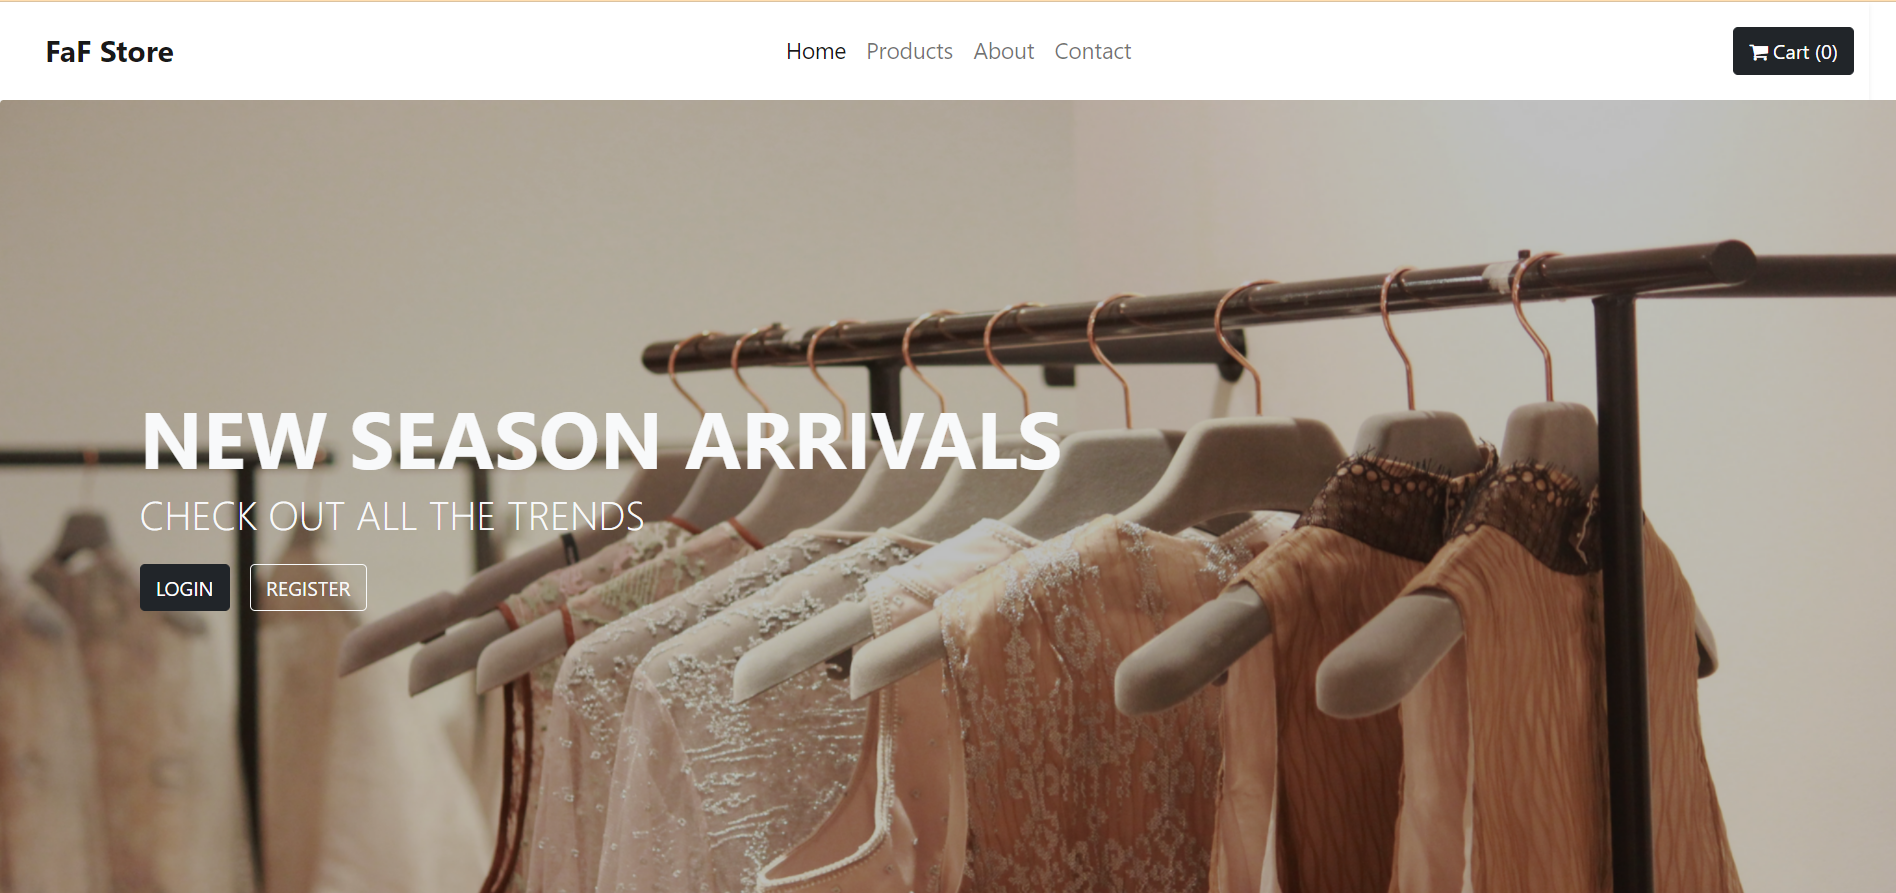 FaF Store
Home Products About Contact
Cart (0)
NEW SEASON ARRIVALS
CHECK OUT ALL THE TRENDS
LOGIN REGISTER